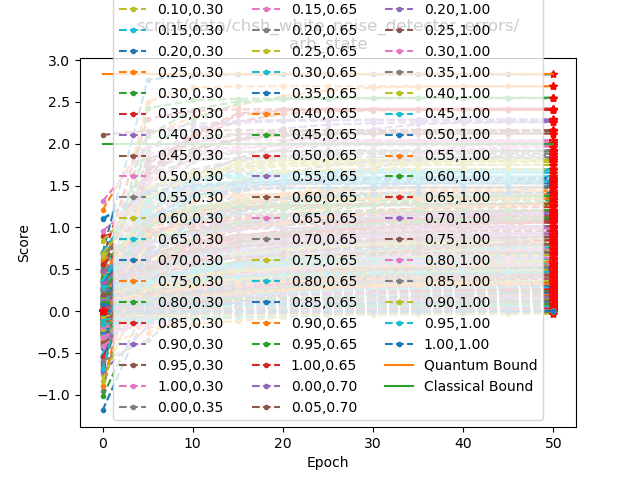 script/data/chsh_white_noise_detector_errors/
arb_state
0.10,0.30 0.15,0.65 0.20,1.00
0.15,0.30 0.20,0.65 0.25,1.00
0.20,0.30 0.25,0.65 0.30,1.00
0.25,0.30 0.30,0.65 0.35,1.00
0.30,0.30 0.35,0.65 0.40,1.00
0.35,0.30 0.40,0.65 0.45,1.00
0.40,0.30 0.45,0.65 0.50,1.00
0.45,0.30 0.50,0.65 0.55,1.00
0.50,0.30 0.55,0.65 0.60,1.00
0.55,0.30 0.60,0.65 0.65,1.00
0.60,0.30 0.65,0.65 0.70,1.00
0.65,0.30 0.70,0.65 0.75,1.00
0.70,0.30 0.75,0.65 0.80,1.00
0.75,0.30 0.80,0.65 0.85,1.00
0.80,0.30 0.85,0.65 0.90,1.00
0.85,0.30 0.90,0.65 0.95,1.00
0.90,0.30 0.95,0.65 1.00,1.00
0.95,0.30 1.00,0.65 Quantum Bound
1.00,0.30 0.00,0.70 Classical Bound
0.00,0.35 0.05,0.70
3.0
2.5
2.0
1.5
1.0
0.5
0.0
−0.5
−1.0
Score
0 10 20 30 40 50
Epoch